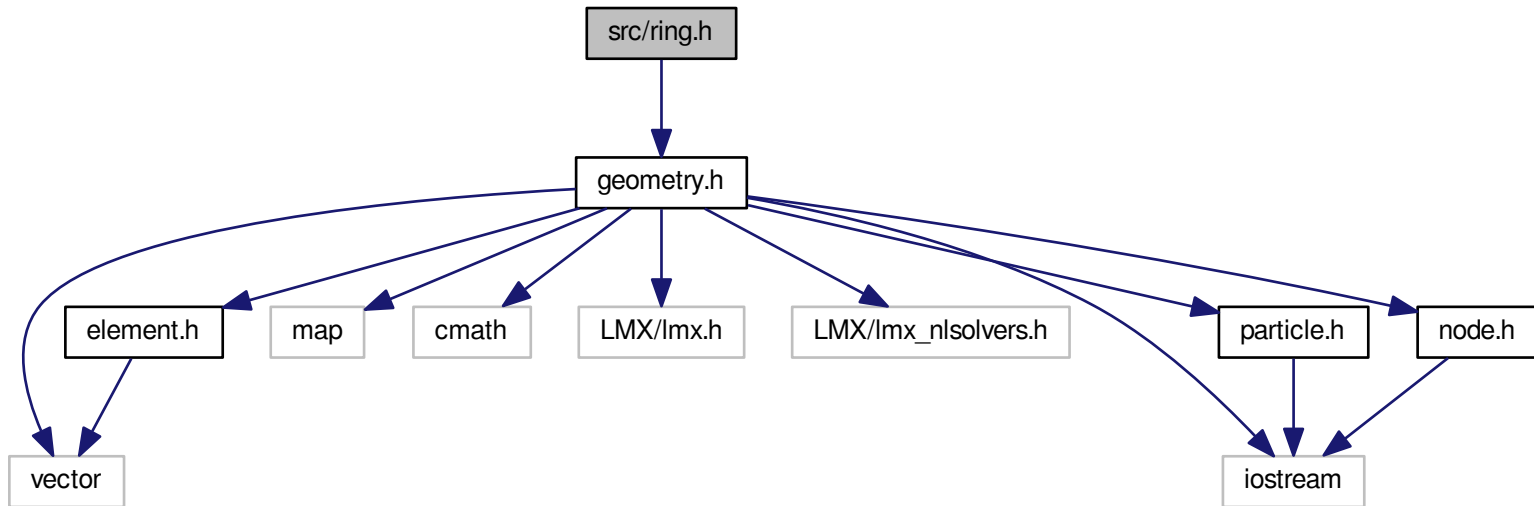 src/ring.h
geometry.h
element.h
map
cmath
LMX/lmx.h
LMX/lmx_nlsolvers.h
particle.h
node.h
vector
iostream